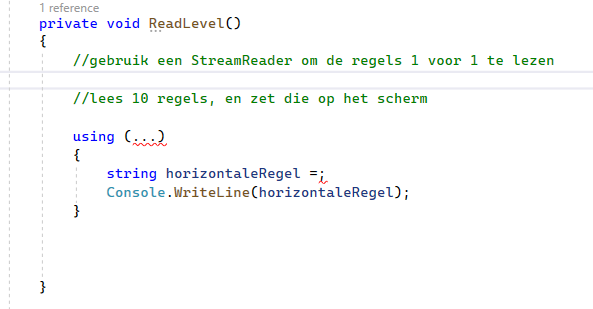 1 reference
private void ReadLevel()
{
//gebruik een StreamReader om de regels 1 voor 1 te lezen
//lees 10 regels, en zet die op het scherm
using (...)
{
string horizontaleRegel =;
Console.WriteLine(horizontaleRegel);
}
}